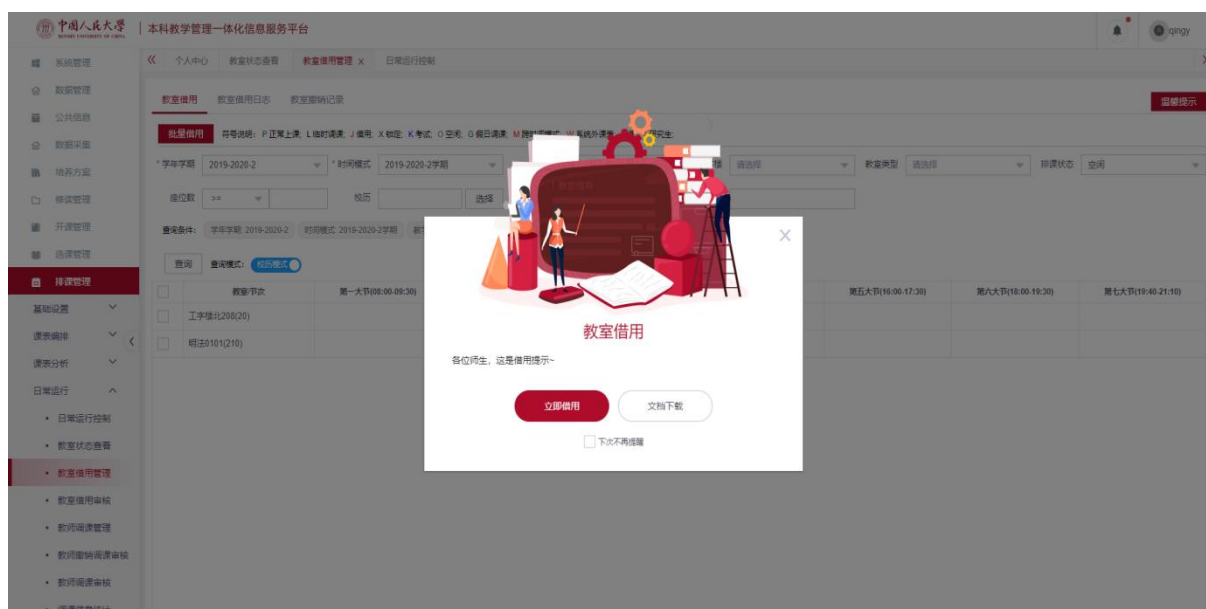 中国人民大學
RENMIN UNIVERSITY OF CHINA
本科教学管理一体化信息服务平台
qingy
系统管理
数据管理
公共信息
数据采集
培养方案
修读管理
开课管理
选课管理
排课管理
基础设置
课表编排
课表分析
日常运行
日常运行控制
教室状态查看
教室借用管理
教室借用审核
教师调课管理
教师撤销调课审核
教师调课审核
个人中心 教室状态查看 教室借用管理 x 日常运行控制
教室借用 教室借用日志 教室撤销记录
温馨提示
批量借用 符号说明: P 正常上课; L 临时调课; J 借用; X 锁定; K 考试; O 空闲; G 假日调课;
* 学年学期 2019-2020-2 * 时间模式 2019-2020-2学期 请选择 教室类型 请选择 排课状态 空闲
座位数 >= 校历 选择
查询条件: 学年学期: 2019-2020-2 时间模式: 2019-2020-2学期
查询 查询模式: 校历模式
教室/节次 第一大节(08:00-09:30) 第五大节(16:00-17:30) 第六大节(18:00-19:30) 第七大节(19:40-21:10)
工字楼北208(20)
明法0101(210)
教室借用
各位师生，这是借用提示~
立即借用 文档下载
下次不再提醒